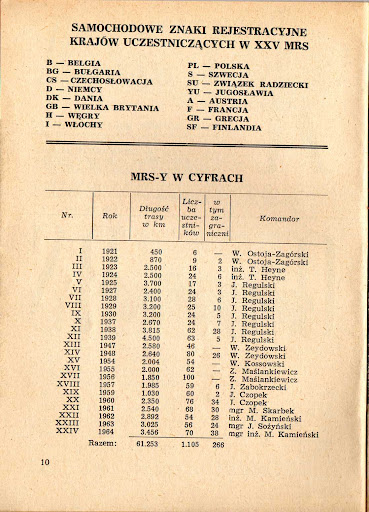 SAMOCHODOWE ZNAKI REJESTRACYJNE
KRAJÓW UCZESTNICZĄCYCH W XXV MRS
B — BELGIA
BG — BUŁGARIA
CS — CZECHOSŁOWACJA
D — NIEMCY
DK — DANIA
GB — WIELKA BRYTANIA
H — WĘGRY
I — WŁOCHY
PL — POLSKA
S — SZWECJA
SU — ZWIĄZEK RADZIECKI
YU — JUGOSŁAWIA
A — AUSTRIA
F — FRANCJA
GR — GRECJA
SF — FINLANDIA
MRS-Y W CYFRACH
Nr. Rok Długość trasy w km Licz-ba ucze-stni-ków w tym za-gra-niczni Komandor
I 1921 450 6 — W. Ostoja-Zagórski
II 1922 870 9 2 W. Ostoja-Zagórski
III 1923 2.500 16 3 inż. T. Heyne
IV 1924 2.500 24 6 inż. T. Heyne
V 1925 3.700 17 3 J. Regulski
VI 1927 2.400 24 3 J. Regulski
VII 1928 3.100 28 6 J. Regulski
VIII 1929 3.200 25 10 J. Regulski
IX 1930 3.200 24 5 J. Regulski
X 1937 2.670 24 7 J. Regulski
XI 1938 3.815 62 28 J. Regulski
XII 1939 4.500 63 5 J. Regulski
XIII 1947 2.580 46 — W. Zeydowski
XIV 1948 2.640 80 26 W. Zeydowski
XV 1954 2.004 54 — W. Kossowski
XVI 1955 2.000 62 — Z. Maślankiewicz
XVII 1956 1.850 100 — Z. Maślankiewicz
XVIII 1957 1.985 59 6 J. Zabokrzecki
XIX 1959 1.030 60 2 J. Czopek
XX 1960 2.350 76 34 J. Czopek
XXI 1961 2.540 68 30 mgr M. Skarbek
XXII 1962 2.892 54 28 inż. M. Kamieński
XXIII 1963 3.025 56 24 mgr J. Sożyński
XXIV 1964 3.456 70 38 mgr inż. M. Kamieński
Razem: 61.253 1.105 266
10